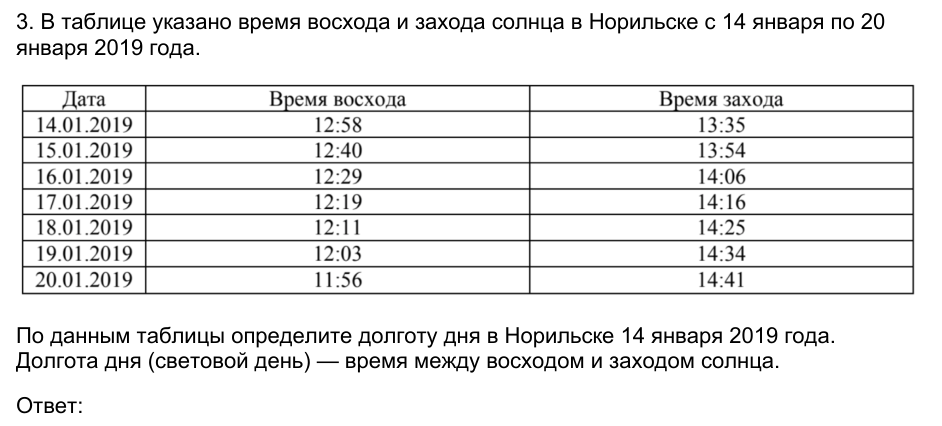 3. В таблице указано время восхода и захода солнца в Норильске с 14 января по 20
января 2019 года.
Дата Время восхода Время захода
14.01.2019 12:58 13:35
15.01.2019 12:40 13:54
16.01.2019 12:29 14:06
17.01.2019 12:19 14:16
18.01.2019 12:11 14:25
19.01.2019 12:03 14:34
20.01.2019 11:56 14:41
По данным таблицы определите долготу дня в Норильске 14 января 2019 года.
Долгота дня (световой день) — время между восходом и заходом солнца.
Ответ: